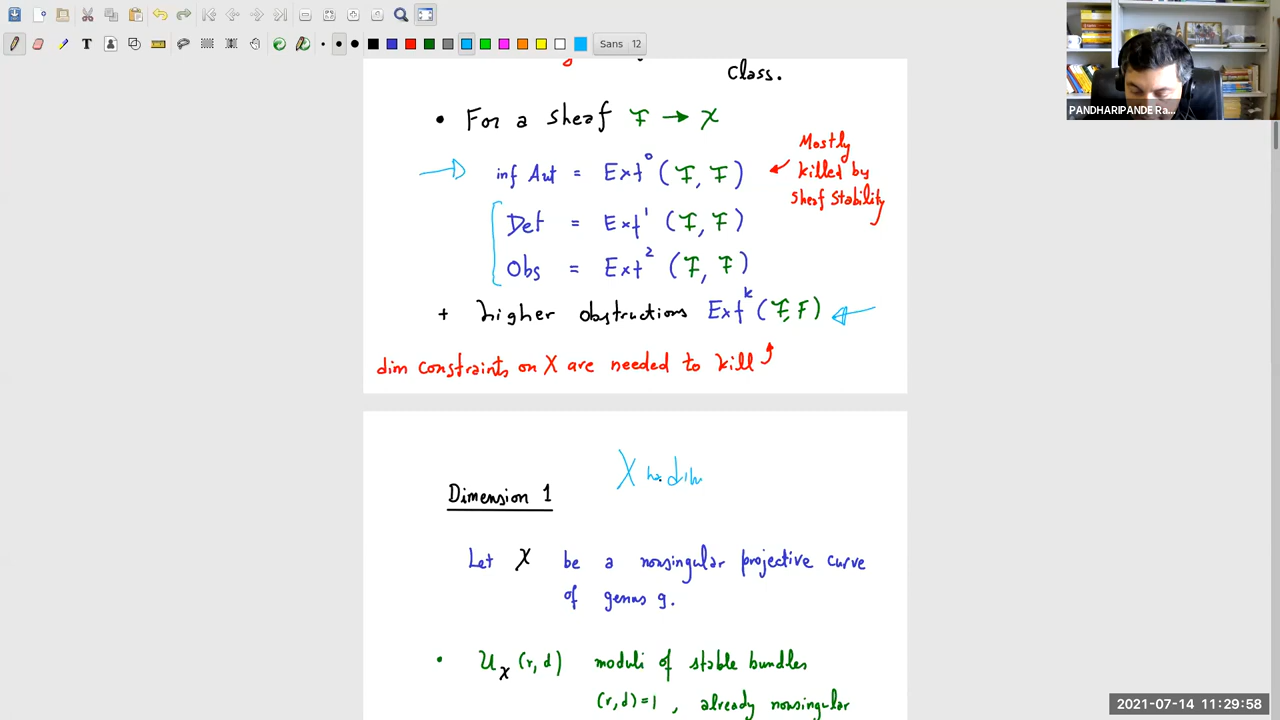 Sans 12
PANDHARIPANDE Ra...
class.
• For a sheaf F → X
inf Aut = Ext⁰ (F, F)
Mostly
killed by
sheaf stability
Def = Ext¹ (F, F)
Obs = Ext² (F, F)
+ higher obstructions Extᵏ (F, F)
dim constraints on X are needed to kill
X has dim
Dimension 1
Let X be a nonsingular projective curve
of genus g.
• U_X (r, d) moduli of stable bundles
(r, d) = 1 , already nonsingular
2021-07-14 11:29:58